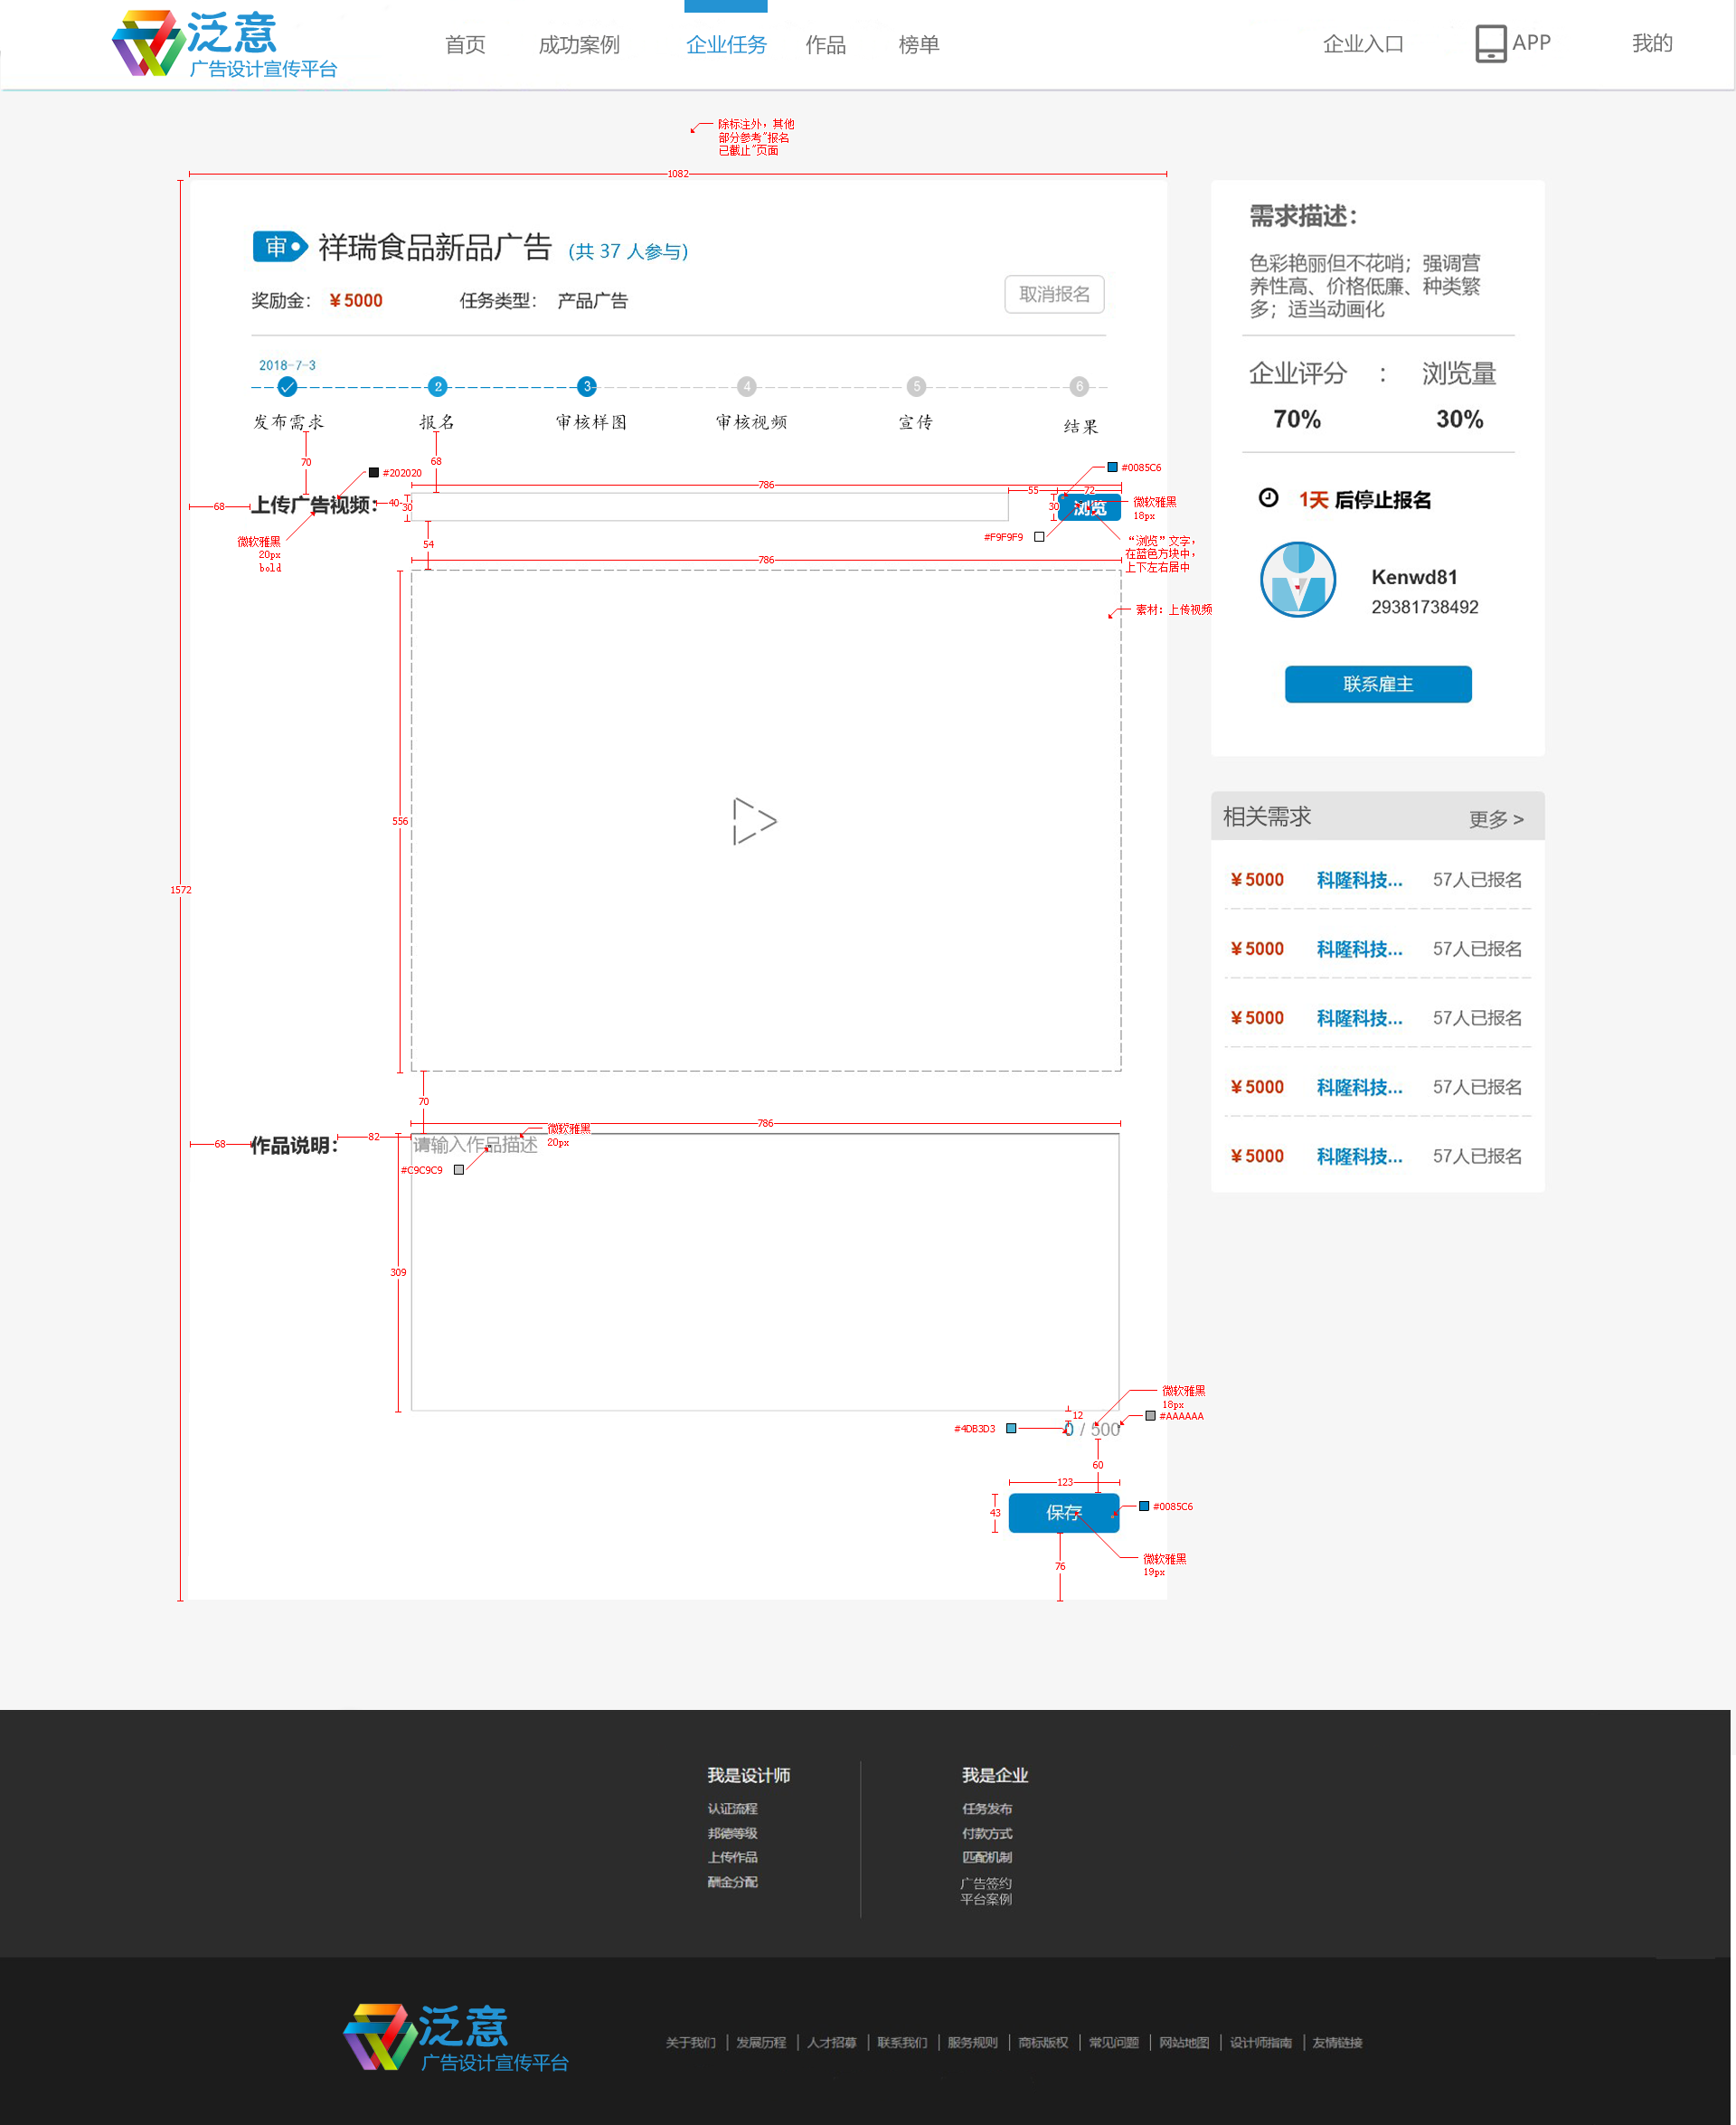 泛意
广告设计宣传平台
首页
成功案例
企业任务
作品
榜单
企业入口
APP
我的
除标注外，其他
部分参考"报名
已截止"页面
1082
审
祥瑞食品新品广告
(共 37 人参与)
奖励金：
￥5000
任务类型：
产品广告
取消报名
2018-7-3
2
3
4
5
6
发布需求
报名
审核样图
审核视频
宣传
结果
70
68
#202020
#0085C6
786
55
72
68
上传广告视频：
40
30
30
浏览
微软雅黑
18px
微软雅黑
20px
bold
54
#F9F9F9
“浏览”文字，
在蓝色方块中，
上下左右居中
786
素材：上传视频
556
1572
70
786
68
作品说明：
82
请输入作品描述
微软雅黑
20px
#C9C9C9
309
微软雅黑
18px
12
#AAAAAA
#4DB3D3
0 / 500
60
123
43
保存
#0085C6
微软雅黑
19px
76
需求描述：
色彩艳丽但不花哨；强调营
养性高、价格低廉、种类繁
多；适当动画化
企业评分
:
浏览量
70%
30%
1天 后停止报名
Kenwd81
29381738492
联系雇主
相关需求
更多 >
￥5000 科隆科技... 57人已报名
￥5000 科隆科技... 57人已报名
￥5000 科隆科技... 57人已报名
￥5000 科隆科技... 57人已报名
￥5000 科隆科技... 57人已报名
我是设计师
认证流程
邦德等级
上传作品
酬金分配
我是企业
任务发布
付款方式
匹配机制
广告签约
平台案例
泛意
广告设计宣传平台
关于我们 | 发展历程 | 人才招募 | 联系我们 | 服务规则 | 商标版权 | 常见问题 | 网站地图 | 设计师指南 | 友情链接